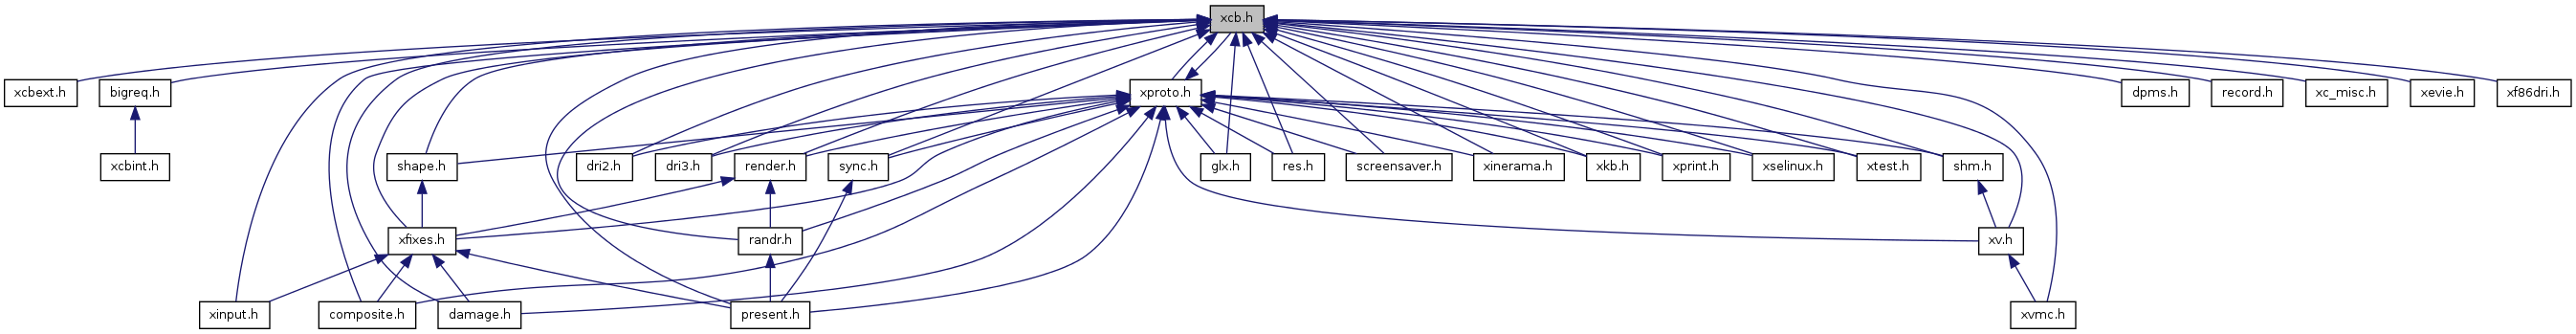 xcb.h
xcbext.h
bigreq.h
xproto.h
dpms.h
record.h
xc_misc.h
xevie.h
xf86dri.h
xcbint.h
shape.h
dri2.h
dri3.h
render.h
sync.h
glx.h
res.h
screensaver.h
xinerama.h
xkb.h
xprint.h
xselinux.h
xtest.h
shm.h
xfixes.h
randr.h
xv.h
xinput.h
composite.h
damage.h
present.h
xvmc.h